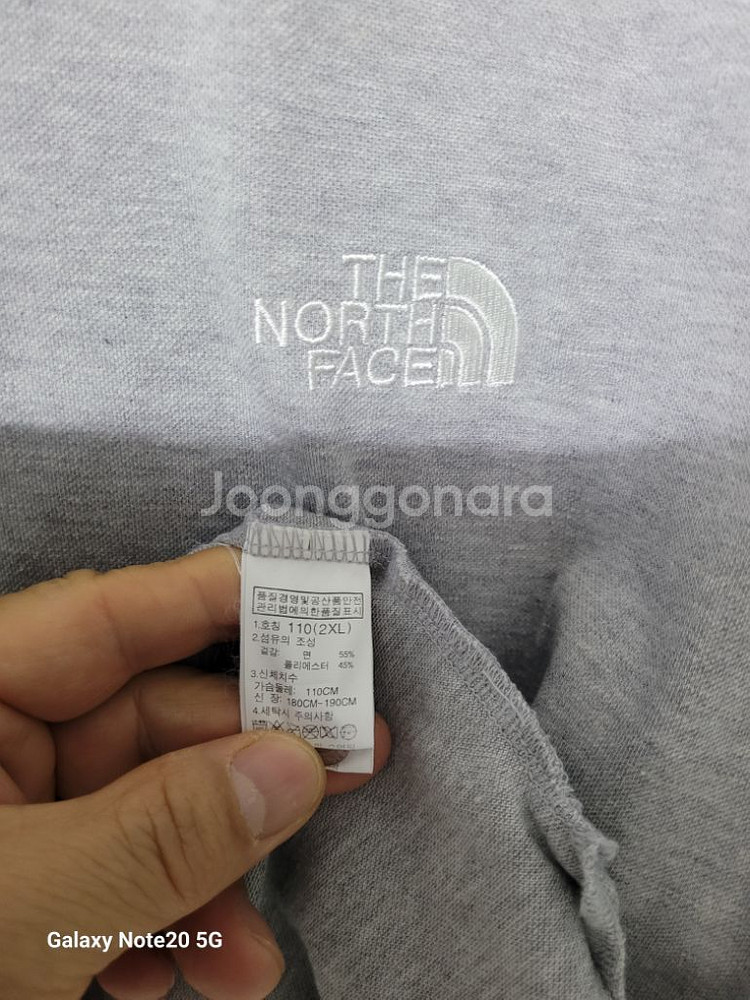 THE
NORTH
FACE
Joonggonara
품질경영및공산품안전
관리법에의한품질표시
1.호칭 110(2XL)
2.섬유의 조성
겉감: 면 55%
폴리에스터 45%
3.신체치수
가슴둘레: 110CM
신 장: 180CM~190CM
4.세탁시 주의사항
Galaxy Note20 5G